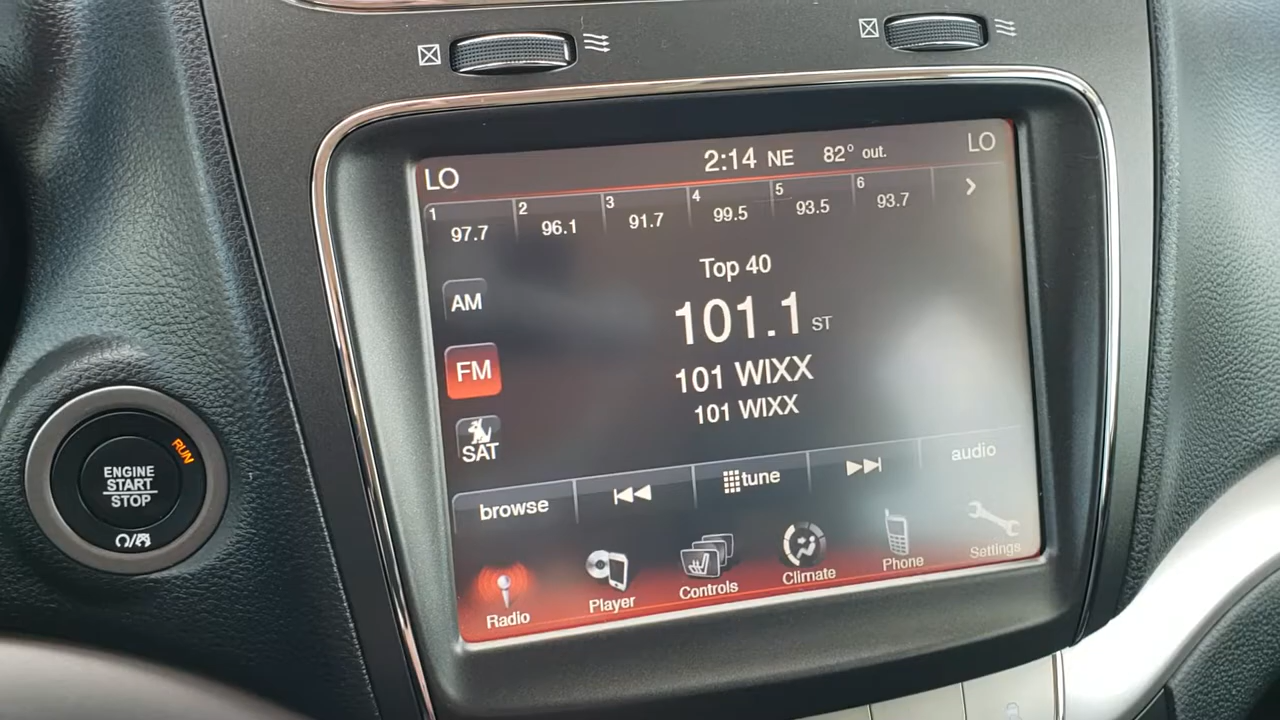 LO 2:14 NE 82° out. LO
1 2 3 4 5 6
97.7 96.1 91.7 99.5 93.5 93.7
Top 40
AM
101.1 ST
FM
101 WIXX
101 WIXX
SAT
browse tune audio
Radio Player Controls Climate Phone Settings
RUN
ENGINE
START
STOP